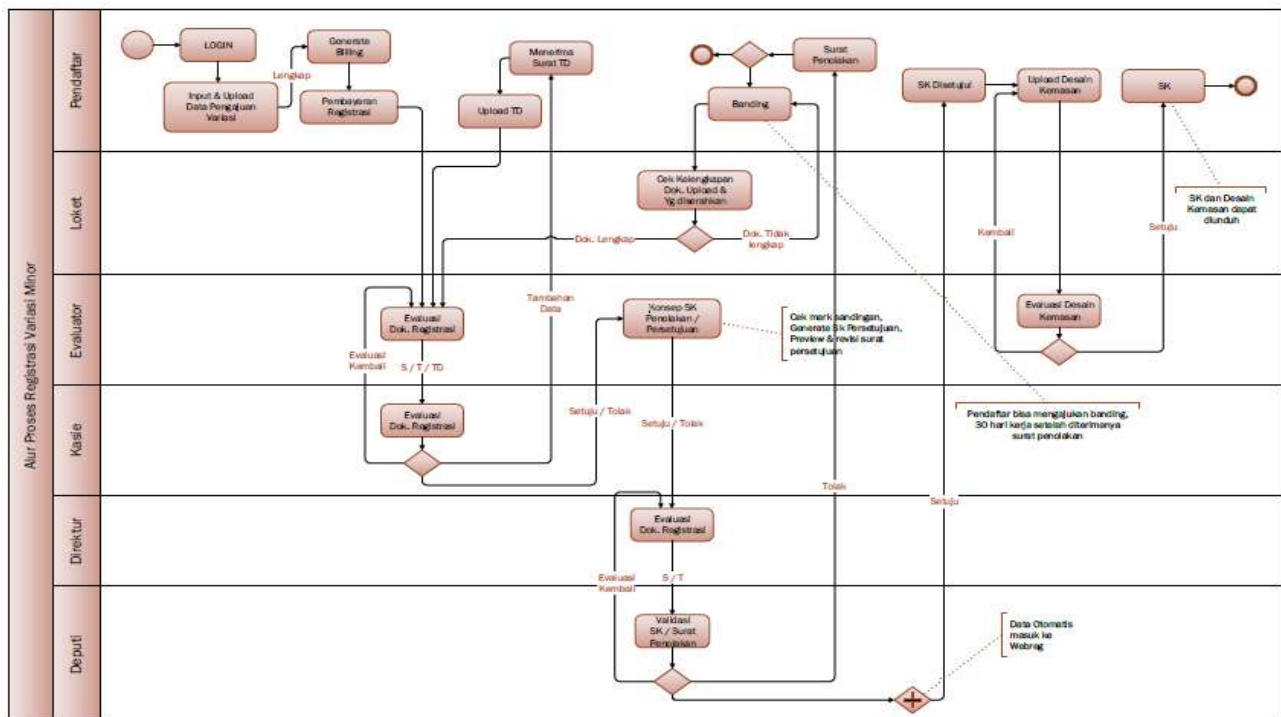 Alur Proses Registrasi Variasi Minor
Pendaftar
LOGIN
Input & Upload
Data Pengajuan
Variasi
Lengkap
Generate
Billing
Pembayaran
Registrasi
Menerima
Surat TD
Upload TD
Surat
Penolakan
Banding
SK Disetujui
Upload Desain
Kemasan
SK
Loket
Cek Kelengkapan
Dok. Upload &
Yg diserahkan
Dok. Lengkap
Dok. Tidak
lengkap
Kembali
Setuju
SK dan Desain
Kemasan dapat
diunduh
Evaluator
Evaluasi
Dok. Registrasi
Evaluasi
Kembali
S / T / TD
Tambahan
Data
Konsep SK
Penolakan /
Persetujuan
Cek mark sandingan,
Generate Sk Persetujuan,
Preview & revisi surat
persetujuan
Evaluasi Desain
Kemasan
Kasie
Evaluasi
Dok. Registrasi
Setuju / Tolak
Setuju / Tolak
Pendaftar bisa mengajukan banding,
30 hari kerja setelah diterimanya
surat penolakan
Tolak
Setuju
Direktur
Evaluasi
Dok. Registrasi
Evaluasi
Kembali
S / T
Deputi
Validasi
SK / Surat
Penolakan
Data Otomatis
masuk ke
Webreg